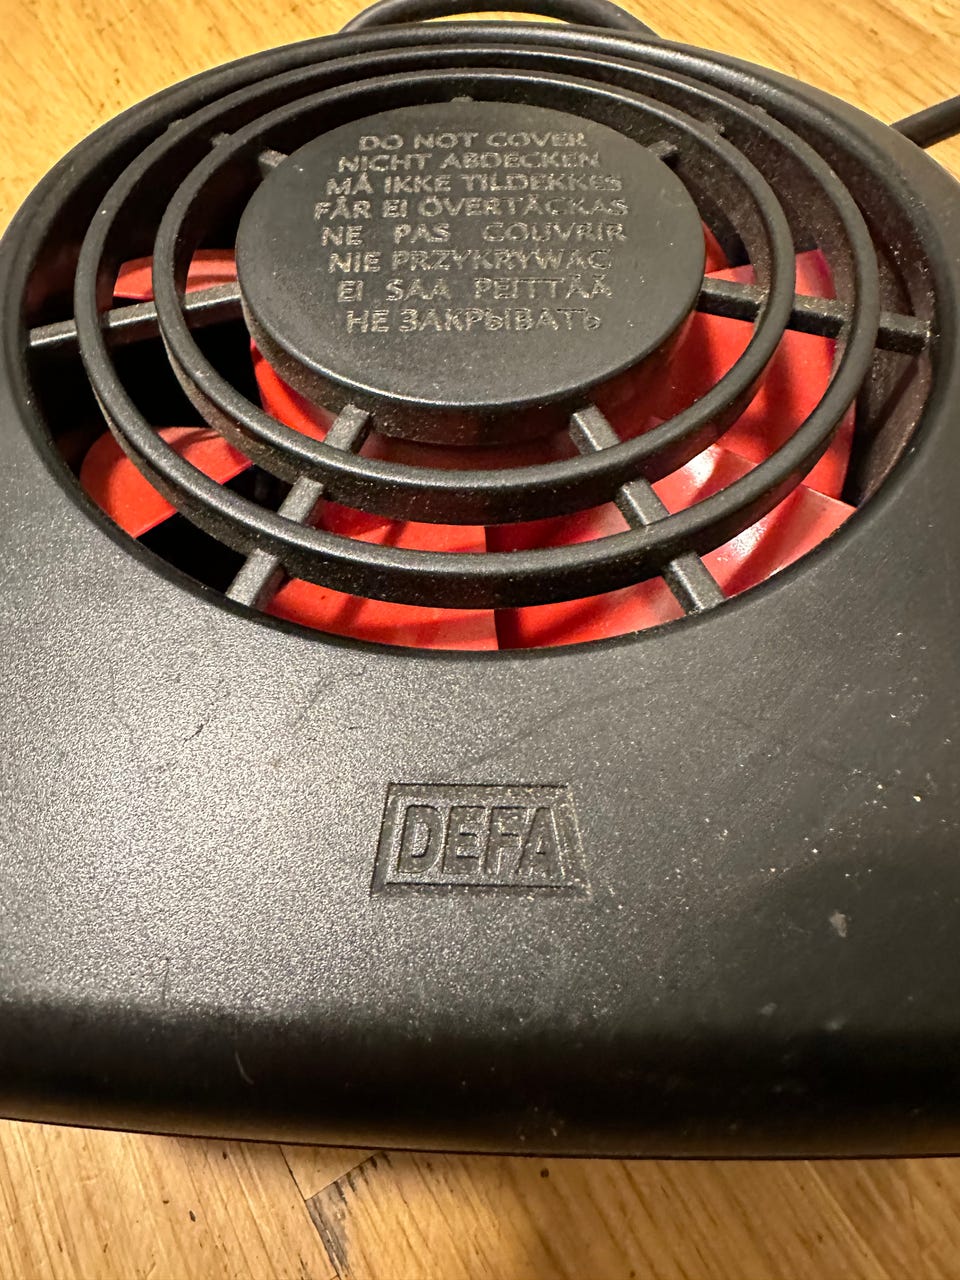 DO NOT COVER
NICHT ABDECKEN
MÅ IKKE TILDEKKES
FÅR EJ ÖVERTÄCKAS
NE PAS COUVRIR
NIE PRZYKRYWAĆ
EI SAA PEITTÄÄ
НЕ ЗАКРЫВАТЬ
DEFA